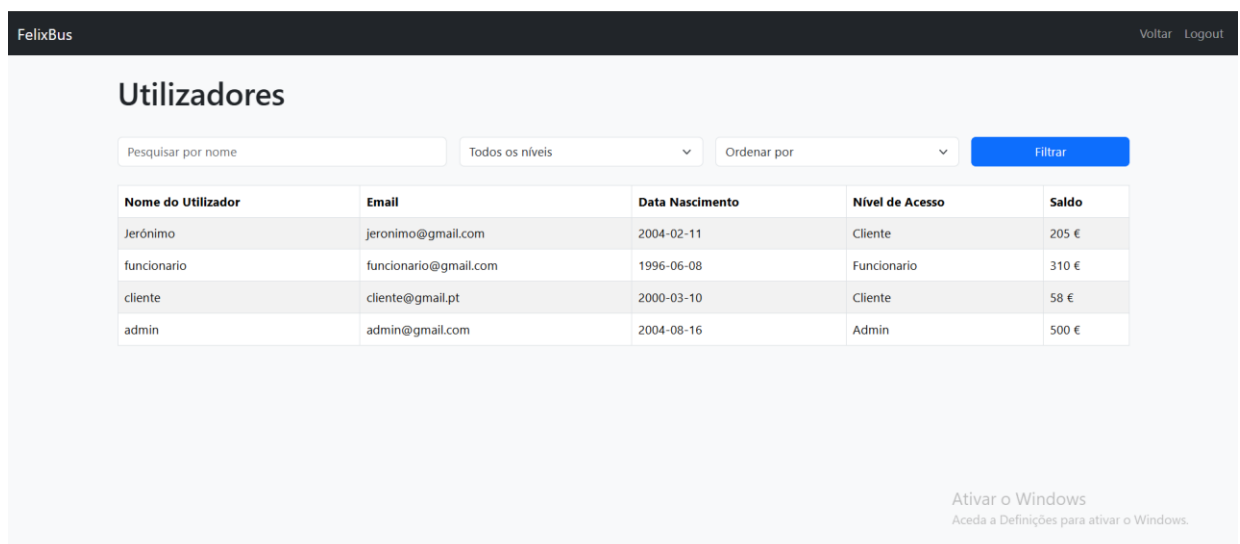 FelixBus Voltar Logout
Utilizadores
Pesquisar por nome Todos os níveis Ordenar por Filtrar
Nome do Utilizador Email Data Nascimento Nível de Acesso Saldo
Jerónimo jeronimo@gmail.com 2004-02-11 Cliente 205 €
funcionario funcionario@gmail.com 1996-06-08 Funcionario 310 €
cliente cliente@gmail.pt 2000-03-10 Cliente 58 €
admin admin@gmail.com 2004-08-16 Admin 500 €
Ativar o Windows
Aceda a Definições para ativar o Windows.